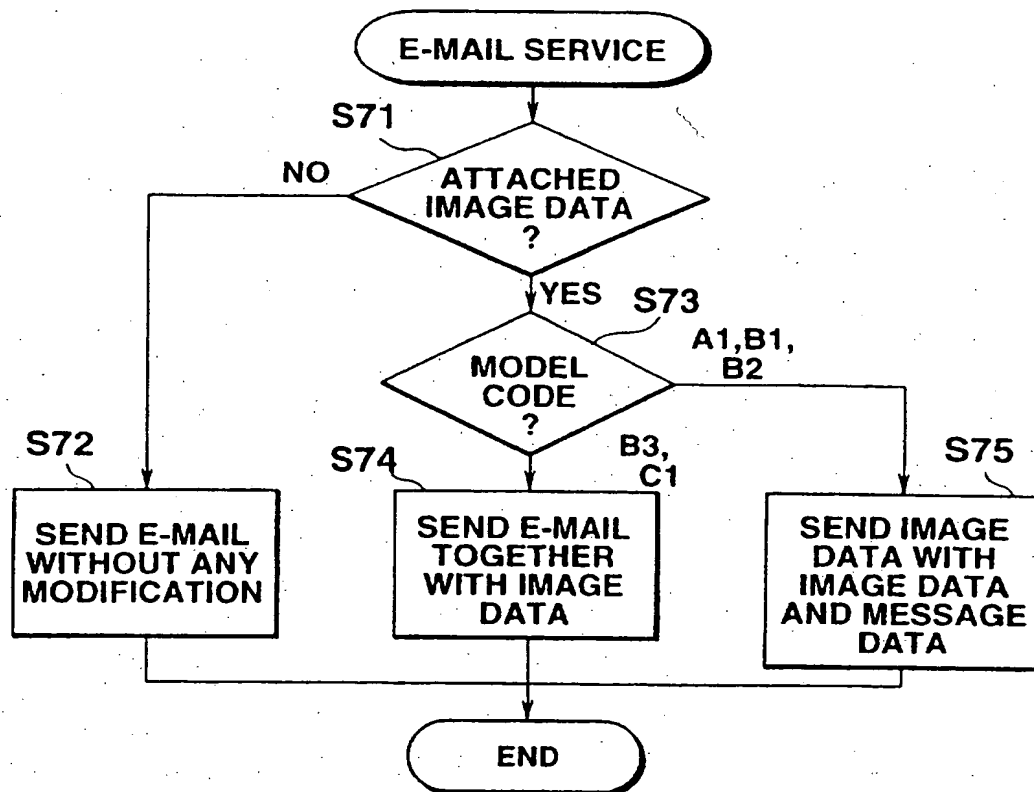 E-MAIL SERVICE
S71
NO
ATTACHED
IMAGE DATA
?
YES
S73
MODEL
CODE
?
A1,B1,
B2
B3,
C1
S72
SEND E-MAIL
WITHOUT ANY
MODIFICATION
S74
SEND E-MAIL
TOGETHER
WITH IMAGE
DATA
S75
SEND IMAGE
DATA WITH
IMAGE DATA
AND MESSAGE
DATA
END